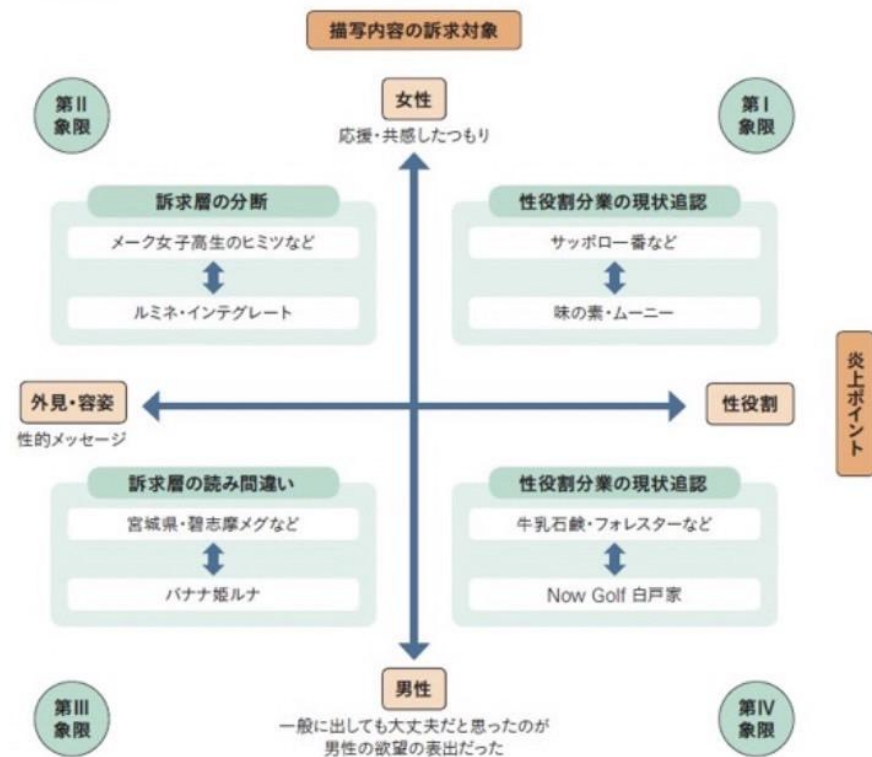 描写内容の訴求対象
第II
象限
女性
応援・共感したつもり
第I
象限
訴求層の分断
メーク女子高生のヒミツなど
ルミネ・インテグレート
性役割分業の現状追認
サッポロ一番など
味の素・ムーニー
外見・容姿
性的メッセージ
性役割
炎上ポイント
訴求層の読み間違い
宮城県・碧志摩メグなど
バナナ姫ルナ
性役割分業の現状追認
牛乳石鹸・フォレスターなど
Now Golf 白戸家
第III
象限
男性
一般に出しても大丈夫だと思ったのが
男性の欲望の表出だった
第IV
象限